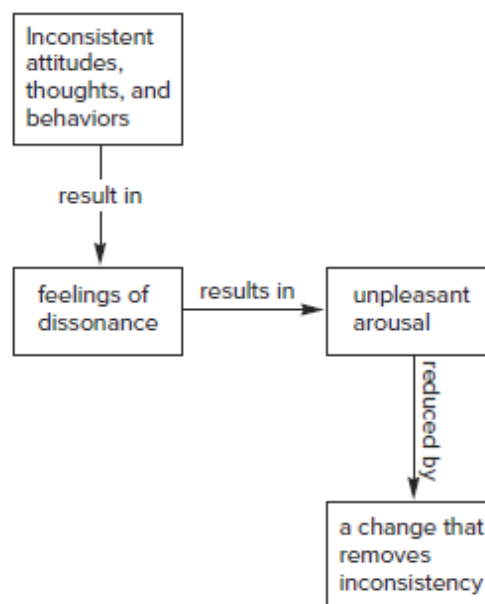 Inconsistent
attitudes,
thoughts, and
behaviors
result in
feelings of
dissonance
results in
unpleasant
arousal
reduced by
a change that
removes
inconsistency